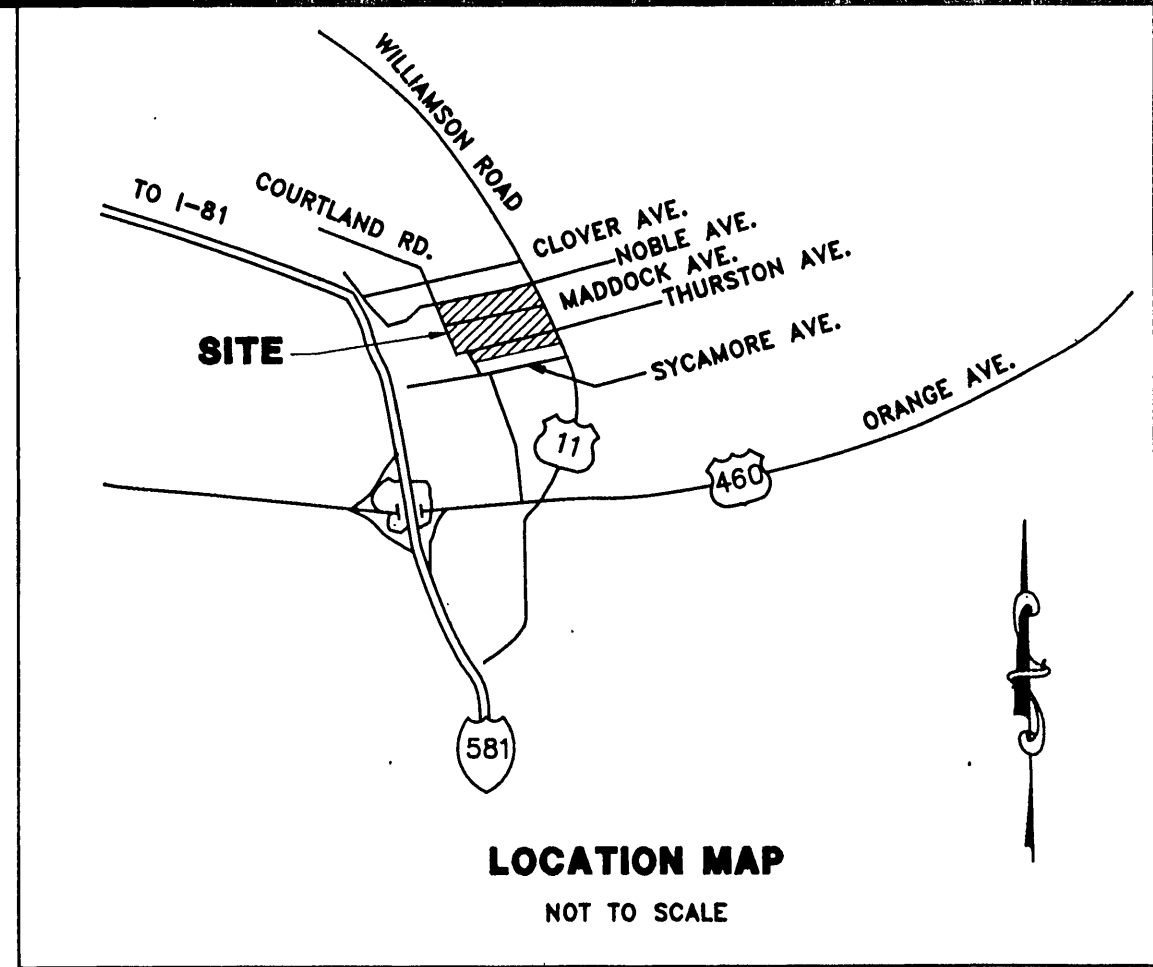 WILLIAMSON ROAD
TO I-81
COURTLAND RD.
CLOVER AVE.
NOBLE AVE.
MADDOCK AVE.
THURSTON AVE.
SITE
SYCAMORE AVE.
ORANGE AVE.
11
460
581
LOCATION MAP
NOT TO SCALE